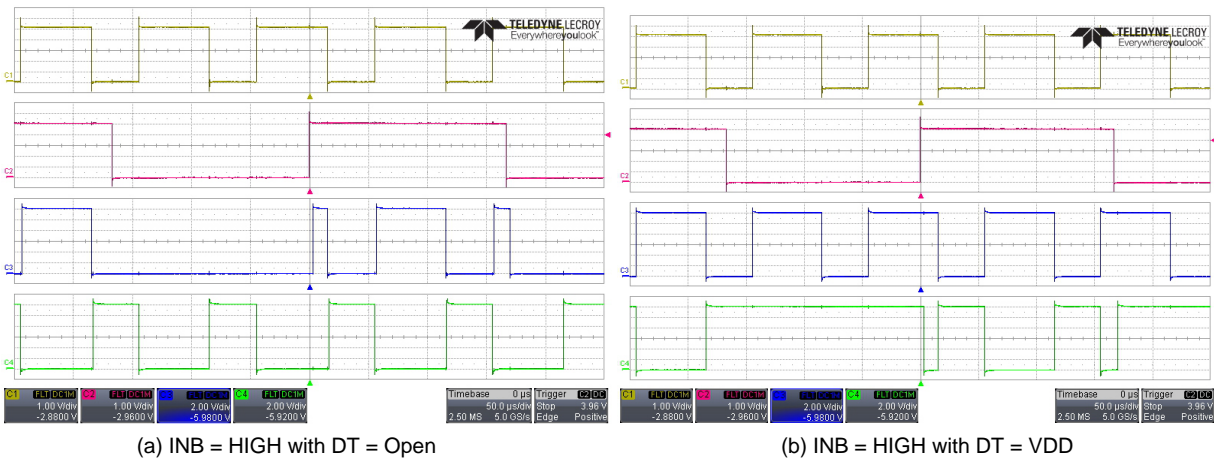 TELEDYNE LECROY
Everywhereyoulook™
C1
C2
C3
C4
C1 FLT DC1M
1.00 V/div
-2.8800 V
C2 FLT DC1M
1.00 V/div
-2.9600 V
2.00 V/div
-5.9800 V
C4 FLT DC1M
2.00 V/div
-5.9200 V
Timebase 0 µs
50.0 µs/div
2.50 MS 5.0 GS/s
Trigger C2 DC
Stop 3.96 V
Edge Positive
(a) INB = HIGH with DT = Open
TELEDYNE LECROY
Everywhereyoulook™
C1
C2
C3
C4
C1 FLT DC1M
1.00 V/div
-2.8800 V
C2 FLT DC1M
1.00 V/div
-2.9600 V
2.00 V/div
-5.9800 V
C4 FLT DC1M
2.00 V/div
-5.9200 V
Timebase 0 µs
50.0 µs/div
2.50 MS 5.0 GS/s
Trigger C2 DC
Stop 3.96 V
Edge Positive
(b) INB = HIGH with DT = VDD